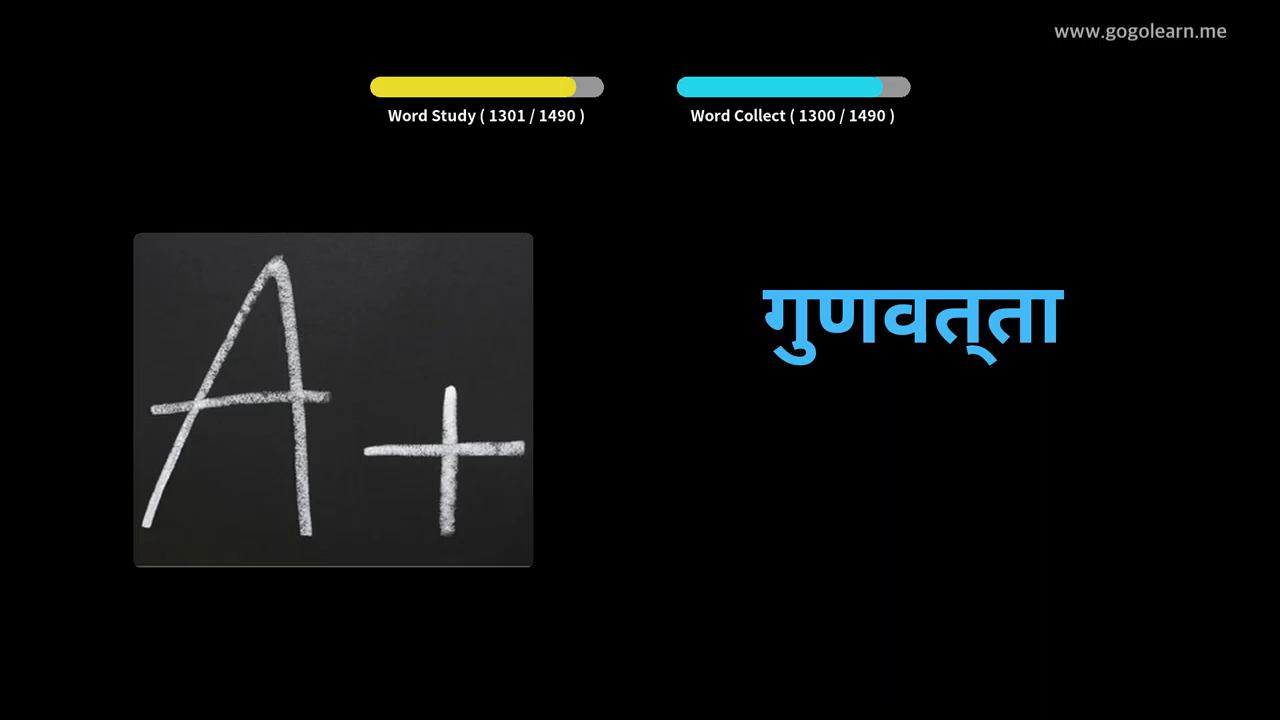 www.gogolearn.me
Word Study ( 1301 / 1490 )
Word Collect ( 1300 / 1490 )
A+
गुणवत्‌ता